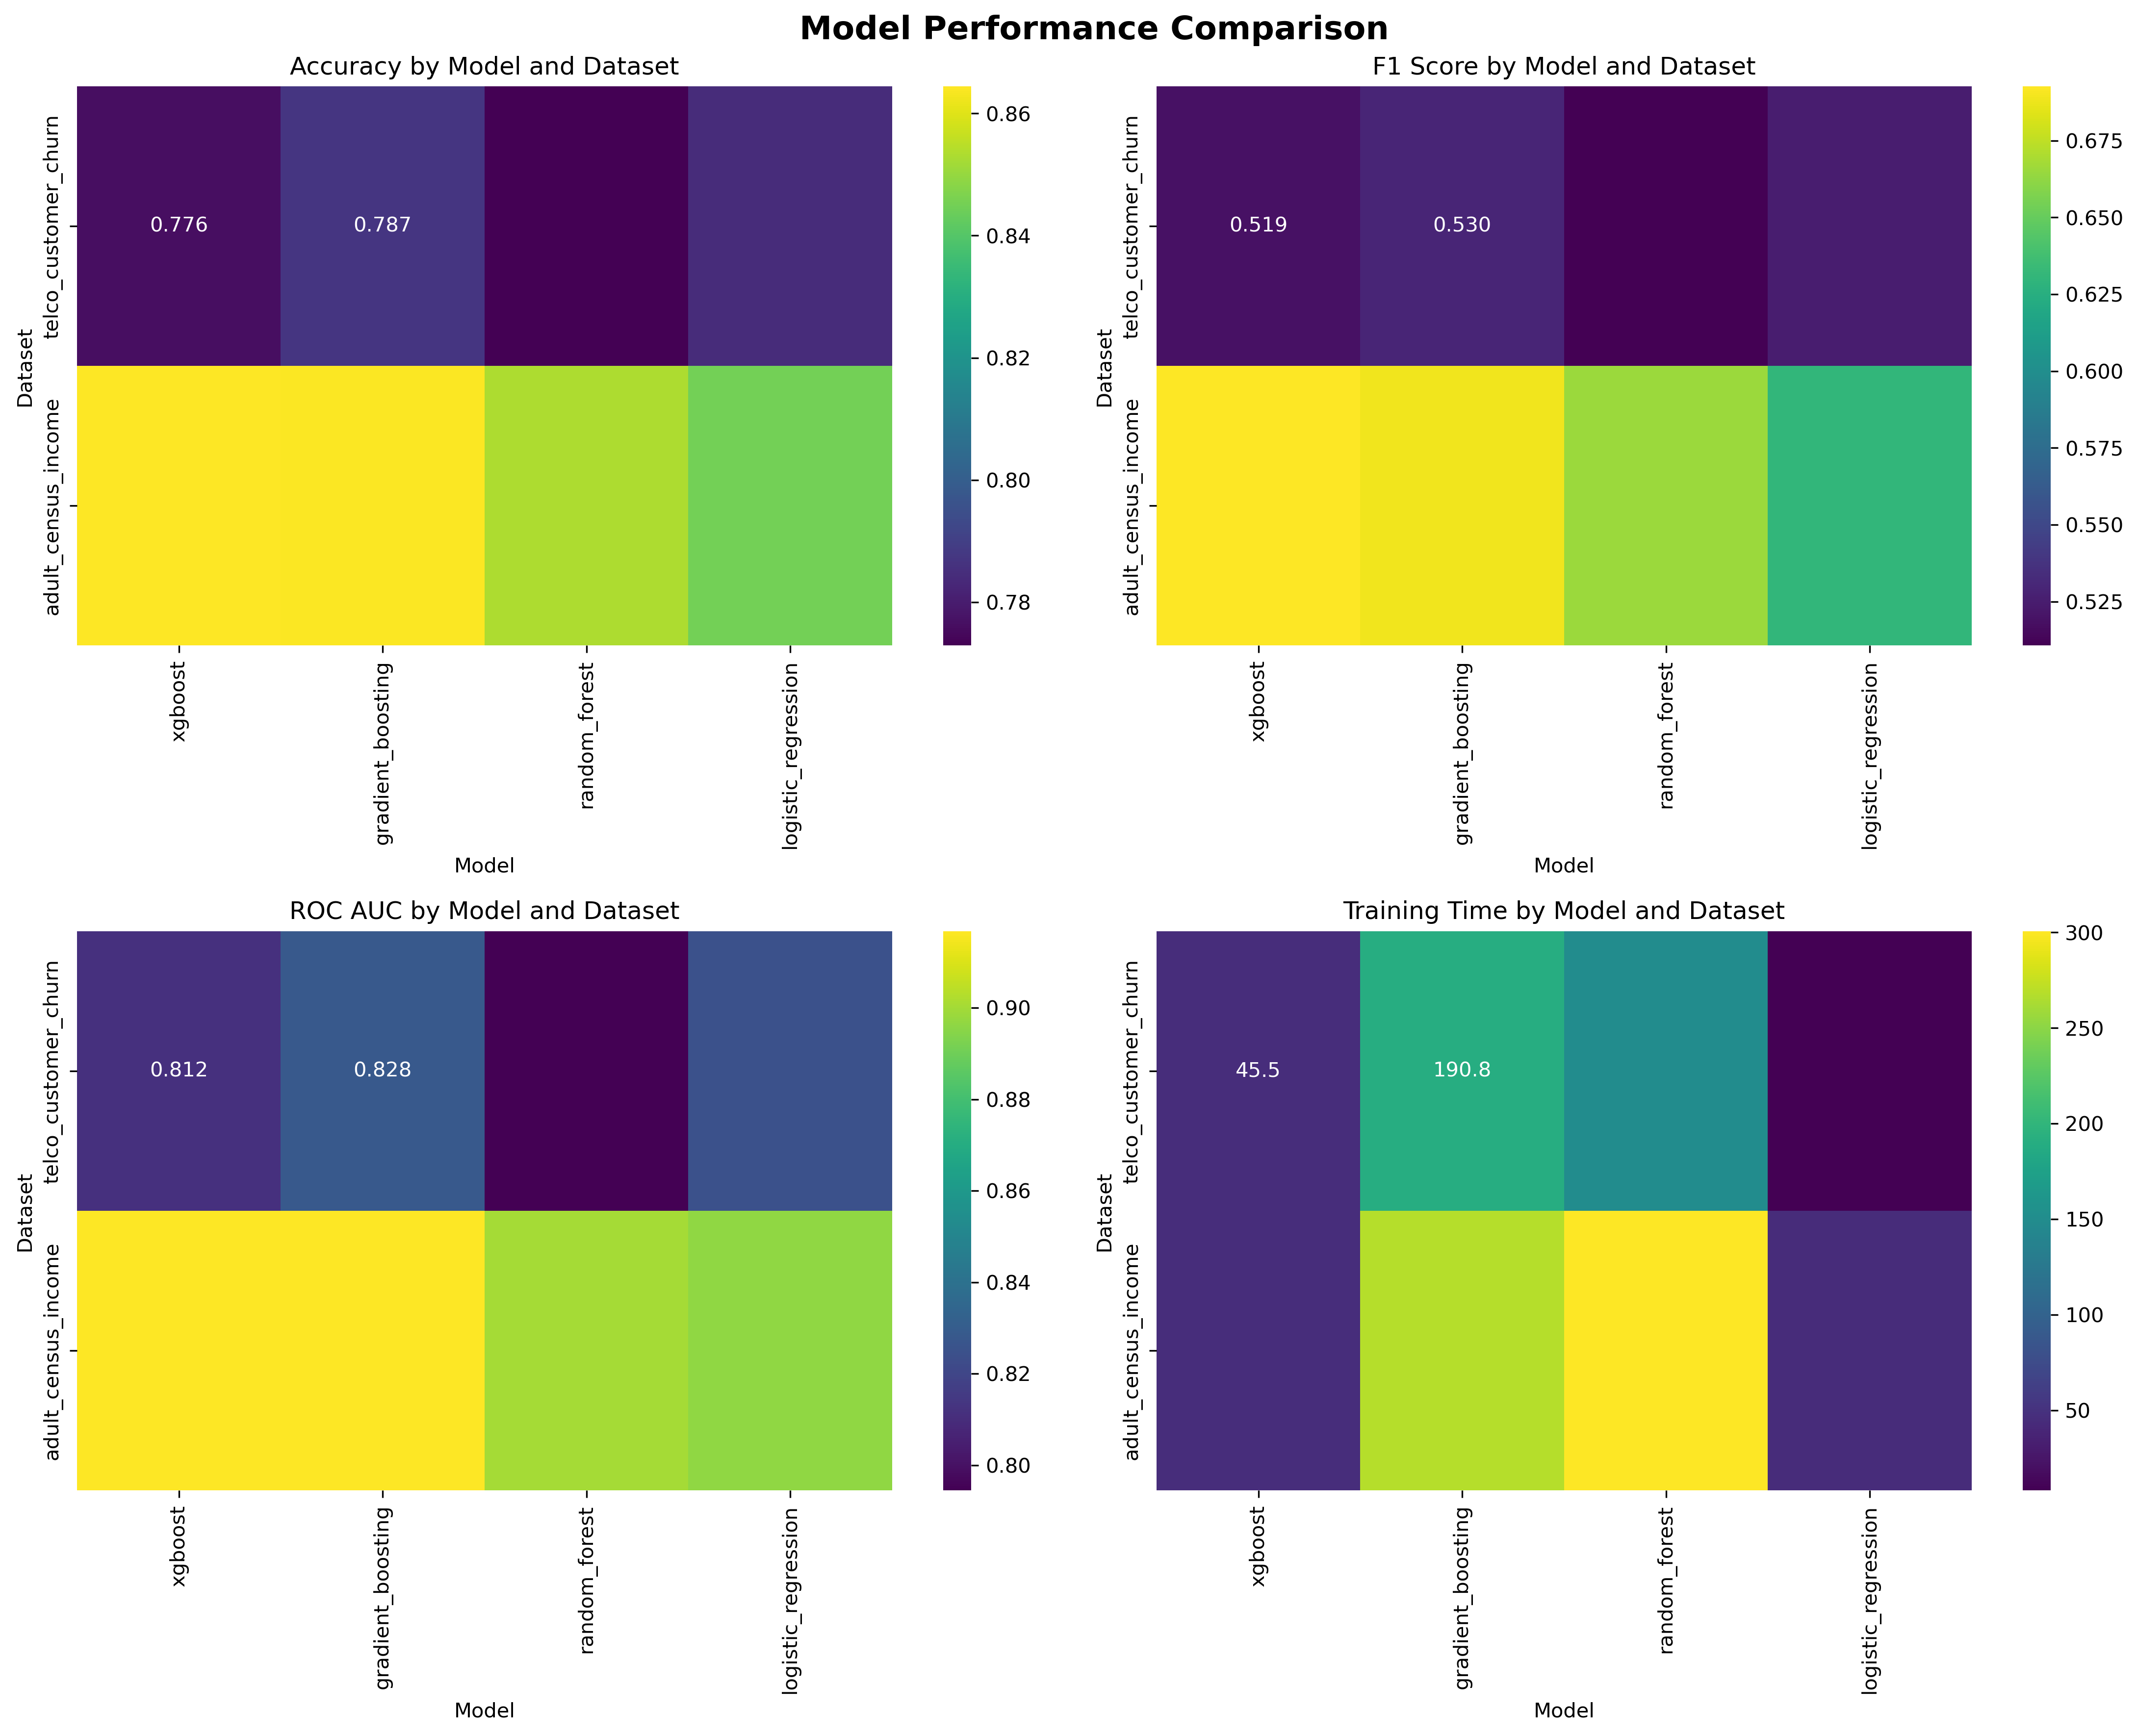 Model Performance Comparison
Accuracy by Model and Dataset
Dataset
telco_customer_churn
adult_census_income
0.776
0.787
xgboost
gradient_boosting
random_forest
logistic_regression
Model
0.86
0.84
0.82
0.80
0.78
F1 Score by Model and Dataset
Dataset
telco_customer_churn
adult_census_income
0.519
0.530
xgboost
gradient_boosting
random_forest
logistic_regression
Model
0.675
0.650
0.625
0.600
0.575
0.550
0.525
ROC AUC by Model and Dataset
Dataset
telco_customer_churn
adult_census_income
0.812
0.828
xgboost
gradient_boosting
random_forest
logistic_regression
Model
0.90
0.88
0.86
0.84
0.82
0.80
Training Time by Model and Dataset
Dataset
telco_customer_churn
adult_census_income
45.5
190.8
xgboost
gradient_boosting
random_forest
logistic_regression
Model
300
250
200
150
100
50